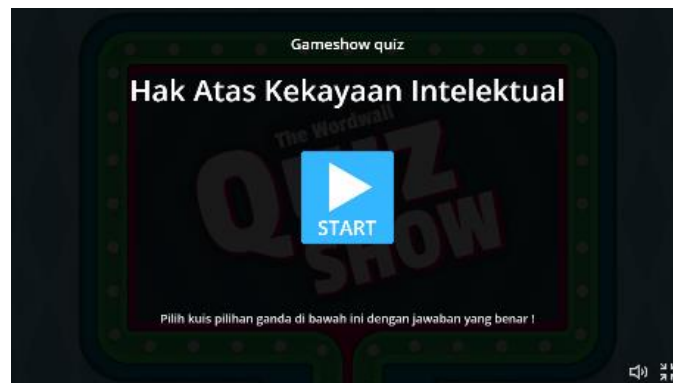 Gameshow quiz
Hak Atas Kekayaan Intelektual
The Wordwall
QUIZ
SHOW
START
Pilih kuis pilihan ganda di bawah ini dengan jawaban yang benar !